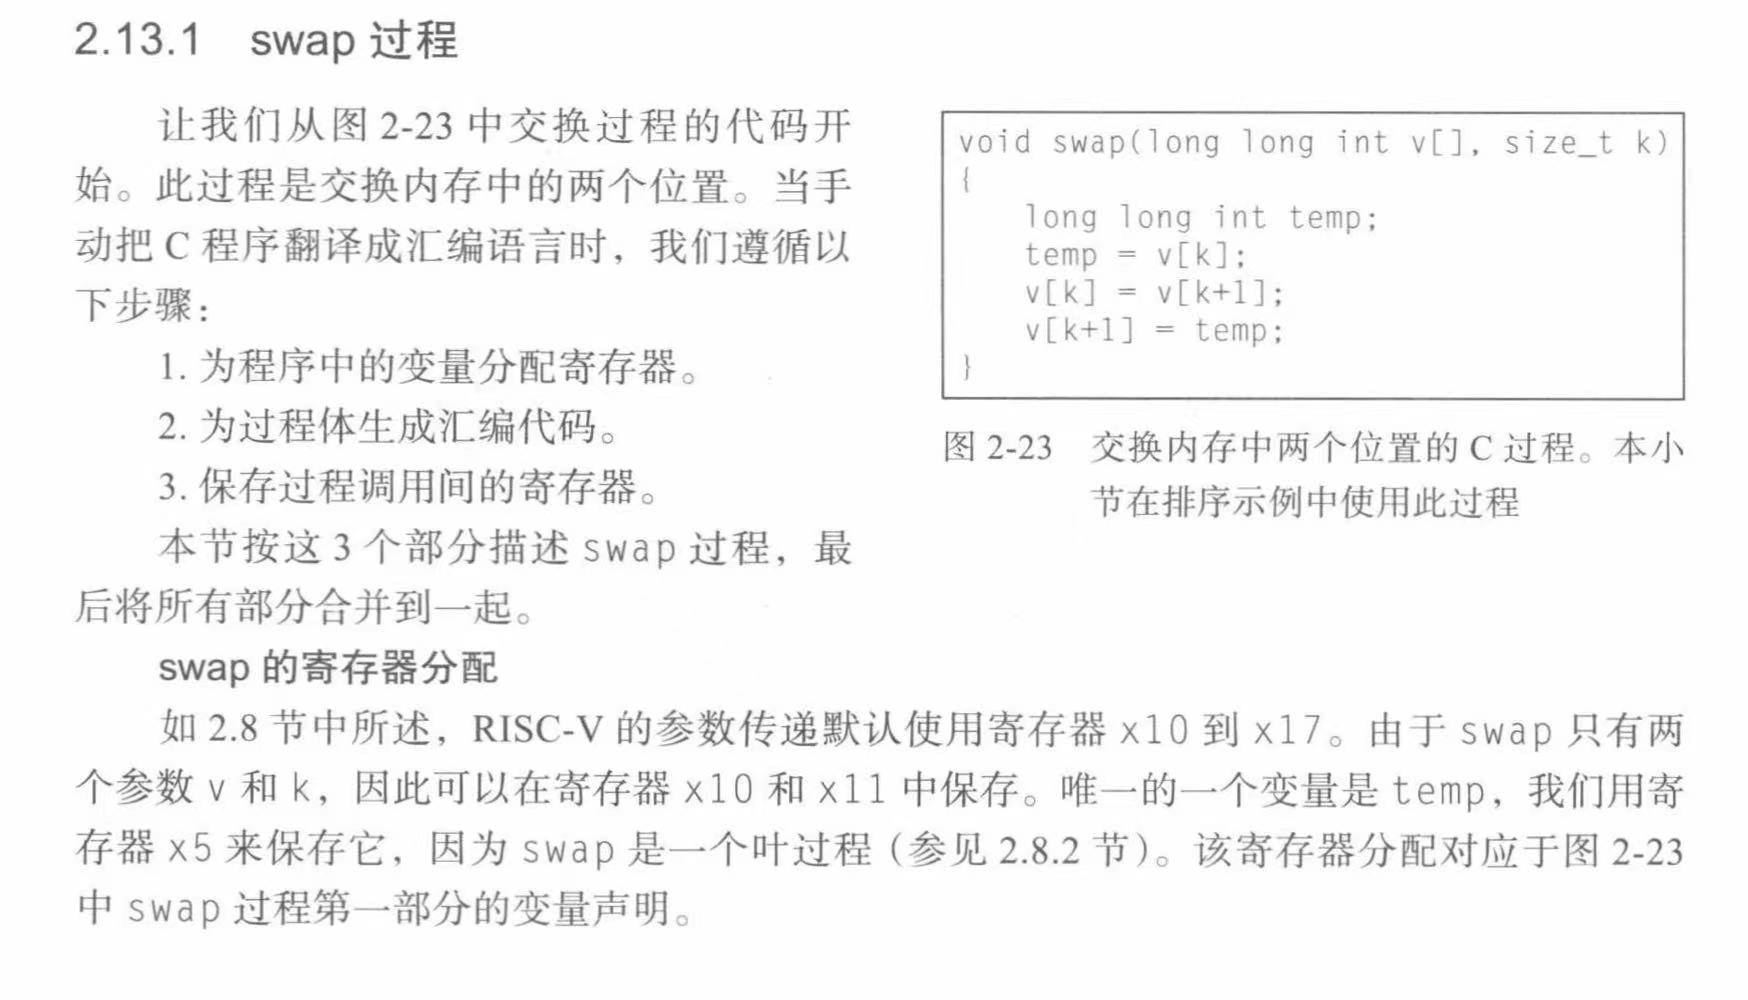 2.13.1 swap 过程
让我们从图 2-23 中交换过程的代码开
始。此过程是交换内存中的两个位置。当手
动把 C 程序翻译成汇编语言时，我们遵循以
下步骤：
1. 为程序中的变量分配寄存器。
2. 为过程体生成汇编代码。
3. 保存过程调用间的寄存器。
本节按这 3 个部分描述 swap 过程，最
后将所有部分合并到一起。
void swap(long long int v[], size_t k)
{
long long int temp;
temp = v[k];
v[k] = v[k+1];
v[k+1] = temp;
}
图 2-23 交换内存中两个位置的 C 过程。本小
节在排序示例中使用此过程
swap 的寄存器分配
如 2.8 节中所述，RISC-V 的参数传递默认使用寄存器 x10 到 x17。由于 swap 只有两
个参数 v 和 k，因此可以在寄存器 x10 和 x11 中保存。唯一的一个变量是 temp，我们用寄
存器 x5 来保存它，因为 swap 是一个叶过程（参见 2.8.2 节）。该寄存器分配对应于图 2-23
中 swap 过程第一部分的变量声明。